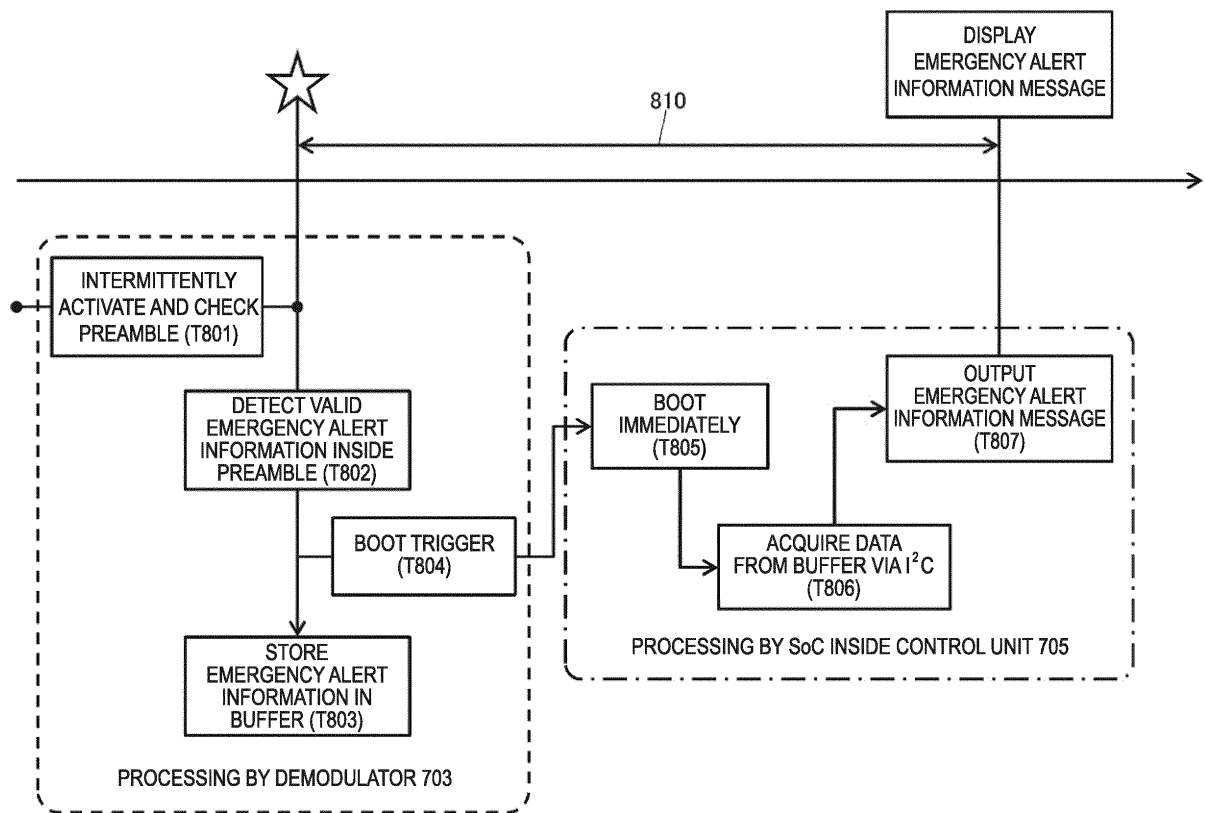 DISPLAY
EMERGENCY ALERT
INFORMATION MESSAGE
810
INTERMITTENTLY
ACTIVATE AND CHECK
PREAMBLE (T801)
DETECT VALID
EMERGENCY ALERT
INFORMATION INSIDE
PREAMBLE (T802)
BOOT TRIGGER
(T804)
STORE
EMERGENCY ALERT
INFORMATION IN
BUFFER (T803)
PROCESSING BY DEMODULATOR 703
BOOT
IMMEDIATELY
(T805)
ACQUIRE DATA
FROM BUFFER VIA I²C
(T806)
OUTPUT
EMERGENCY ALERT
INFORMATION MESSAGE
(T807)
PROCESSING BY SoC INSIDE CONTROL UNIT 705